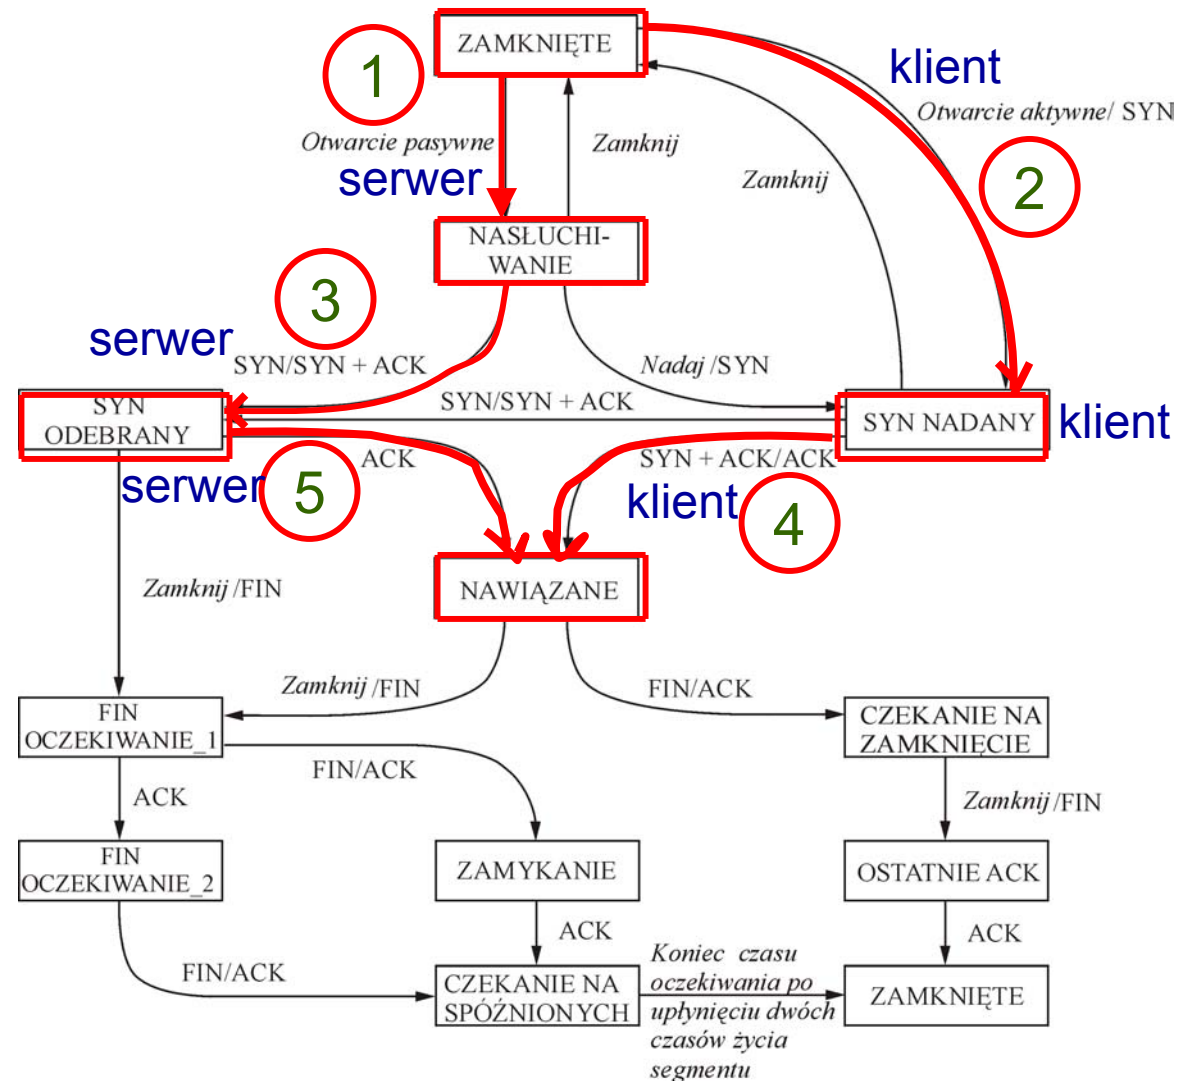 ZAMKNIĘTE
1
klient
Otwarcie aktywne/ SYN
Otwarcie pasywne
Zamknij
serwer
Zamknij
2
NASŁUCHI-
WANIE
3
serwer
SYN/SYN + ACK
Nadaj /SYN
SYN
ODEBRANY
SYN/SYN + ACK
SYN NADANY
klient
ACK
SYN + ACK/ACK
serwer
5
klient
4
Zamknij /FIN
NAWIĄZANE
Zamknij /FIN
FIN/ACK
FIN
OCZEKIWANIE_1
CZEKANIE NA
ZAMKNIĘCIE
FIN/ACK
ACK
Zamknij /FIN
FIN
OCZEKIWANIE_2
ZAMYKANIE
OSTATNIE ACK
ACK
ACK
FIN/ACK
CZEKANIE NA
SPÓŹNIONYCH
Koniec czasu
oczekiwania po
upłynięciu dwóch
czasów życia
segmentu
ZAMKNIĘTE